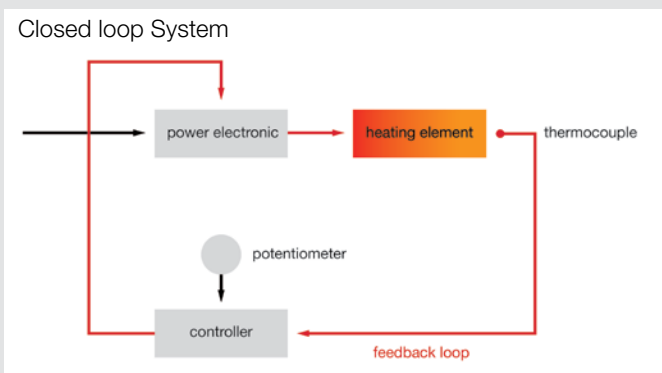 Closed loop System
power electronic
heating element
thermocouple
potentiometer
controller
feedback loop